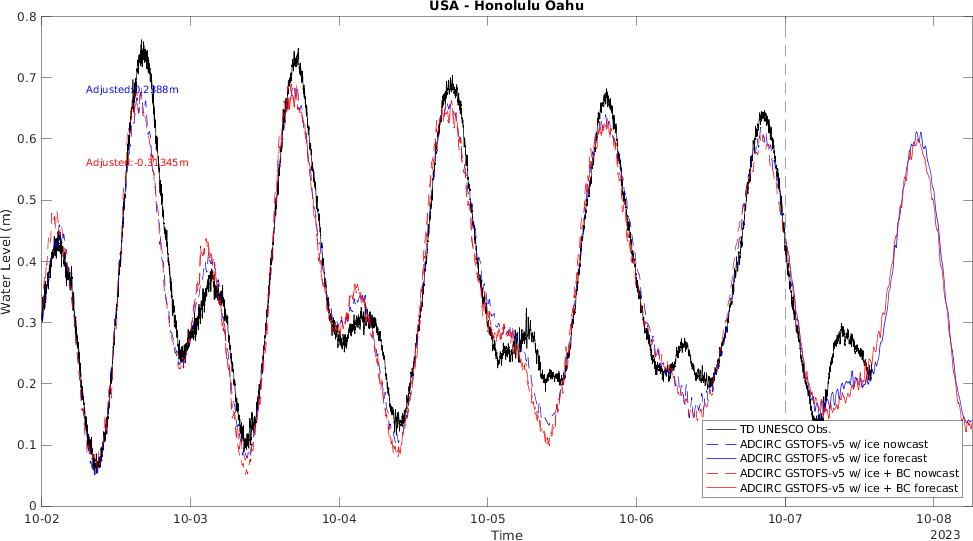 USA - Honolulu Oahu
0.8
0.7
0.6
0.5
0.4
0.3
0.2
0.1
0
Water Level (m)
Adjusted:0.2388m
Adjusted:-0.31345m
TD UNESCO Obs.
ADCIRC GSTOFS-v5 w/ ice nowcast
ADCIRC GSTOFS-v5 w/ ice forecast
ADCIRC GSTOFS-v5 w/ ice + BC nowcast
ADCIRC GSTOFS-v5 w/ ice + BC forecast
10-02 10-03 10-04 10-05 10-06 10-07 10-08
Time
2023